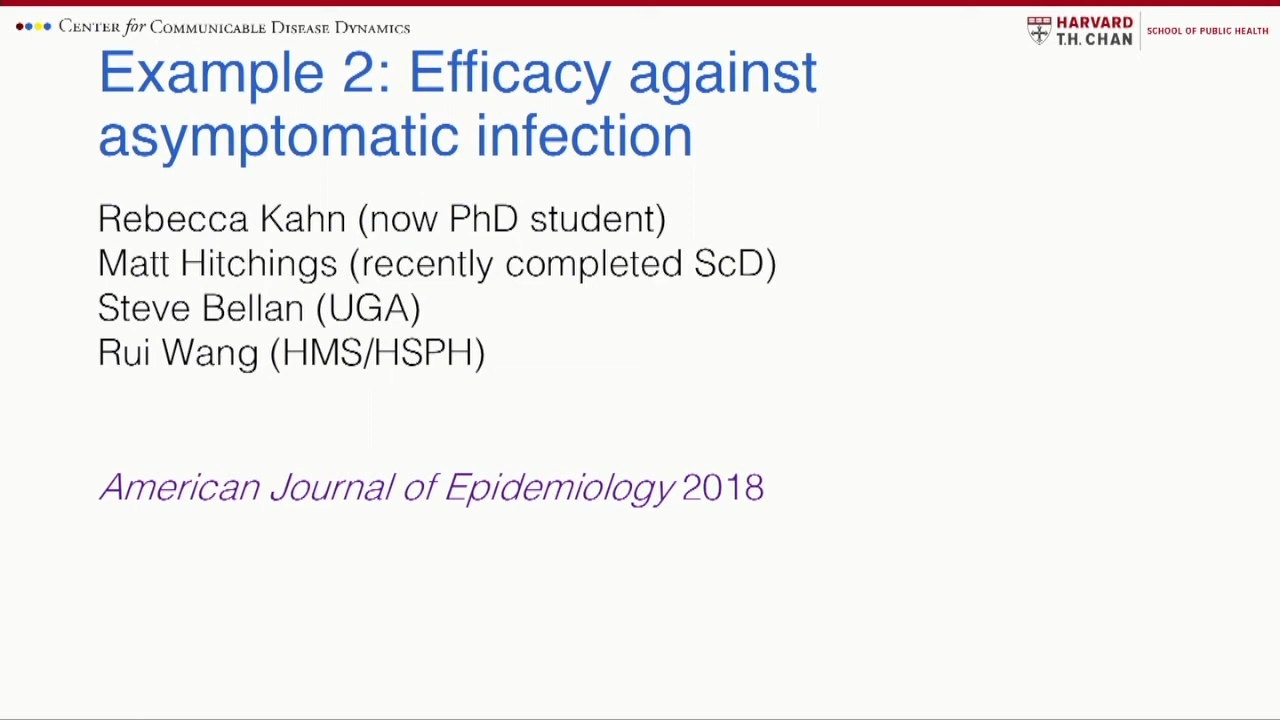 CENTER for COMMUNICABLE DISEASE DYNAMICS
HARVARD
T.H. CHAN
SCHOOL OF PUBLIC HEALTH
Example 2: Efficacy against
asymptomatic infection
Rebecca Kahn (now PhD student)
Matt Hitchings (recently completed ScD)
Steve Bellan (UGA)
Rui Wang (HMS/HSPH)
American Journal of Epidemiology 2018